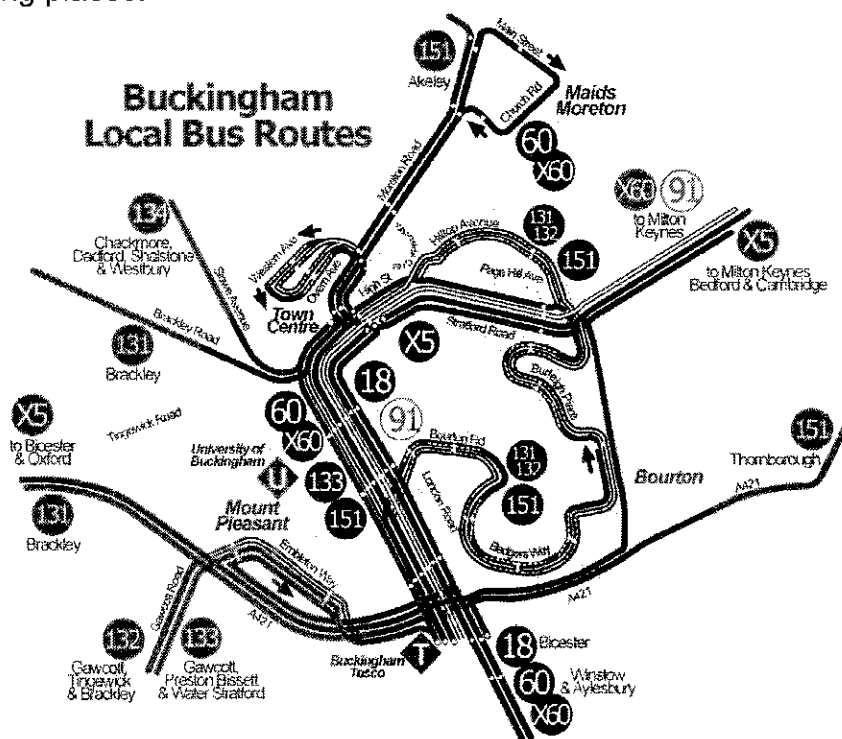 ng places.
151
Akeley
Buckingham
Local Bus Routes
Main Street
Church Rd
Maids
Moreton
60
X60
Moreton Road
134
Chackmore,
Dadford, Shalstone
& Westbury
Stowe Avenue
Brackley Road
131
Brackley
Western Ave
Overn Ave
Town
Centre
High St
Hilltop Avenue
131
132
151
Page Hill Ave
X60
91
to Milton
Keynes
X5
to Milton Keynes
Bedford & Cambridge
Stratford Road
X5
18
60
X60
91
University of
Buckingham
U
Mount
Pleasant
133
151
Tingewick Road
X5
to Bicester
& Oxford
131
Brackley
Bourton Rd
London Road
131
132
151
Badgers Way
Burleigh Piece
Bourton
151
Thornborough
A421
A421
Embleton Way
A421
Gawcott Road
132
Gawcott,
Tingewick
& Brackley
133
Gawcott,
Preston Bissett
& Water Stratford
Buckingham
Tesco
T
18
Bicester
60
X60
Winslow
& Aylesbury